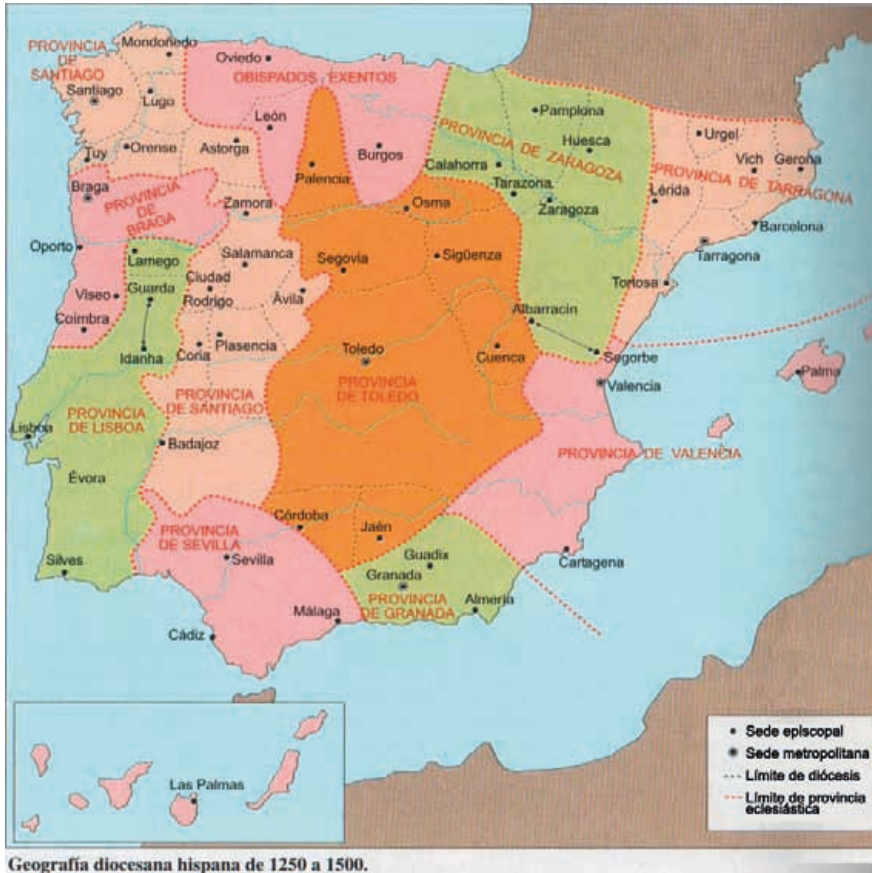 Mondoñedo
PROVINCIA
DE
SANTIAGO
Oviedo
OBISPADOS EXENTOS
Santiago
Lugo
León
Pamplona
PROVINCIA
DE ZARAGOZA
Huesca
Urgel
Tuy
Orense
Astorga
Burgos
Calahorra
Vich
Gerona
PROVINCIA DE TARRAGONA
Palencia
Braga
PROVINCIA
DE
BRAGA
Zamora
Osma
Tarazona
Zaragoza
Lérida
Barcelona
Tarragona
Oporto
Lamego
Salamanca
Segovia
Sigüenza
Ciudad
Rodrigo
Ávila
Tortosa
Viseo
Guarda
Coimbra
Idanha
Coria
Plasencia
Albarracín
Toledo
Cuenca
Segorbe
Palma
PROVINCIA
DE SANTIAGO
PROVINCIA
DE TOLEDO
Valencia
PROVINCIA
DE LISBOA
Lisboa
Badajoz
PROVINCIA DE VALENCIA
Évora
Córdoba
Jaén
PROVINCIA
DE SEVILLA
Sevilla
Silves
Guadix
Granada
Cartagena
PROVINCIA
DE GRANADA
Almería
Málaga
Cádiz
Las Palmas
Sede episcopal
Sede metropolitana
Límite de diócesis
Límite de provincia
eclesiástica
Geografía diocesana hispana de 1250 a 1500.